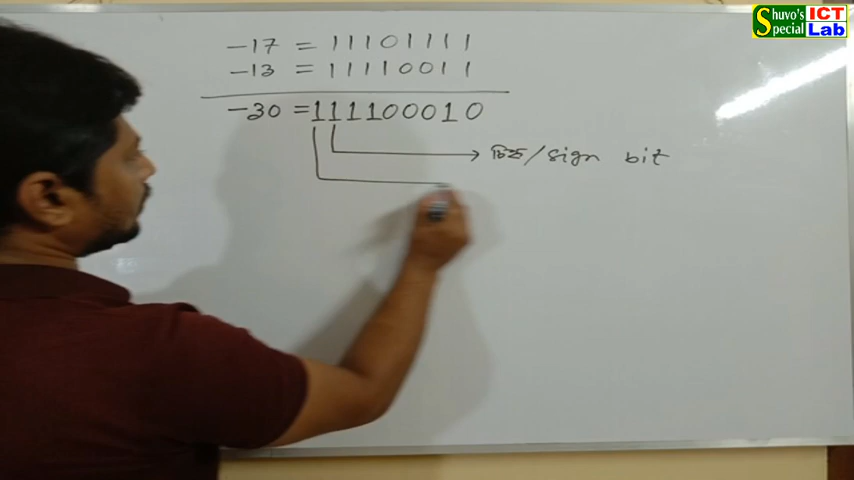 Shuvo's Special ICT Lab
-17 = 11101111
-13 = 11110011
-30 = 111100010
চিহ্ন/sign bit